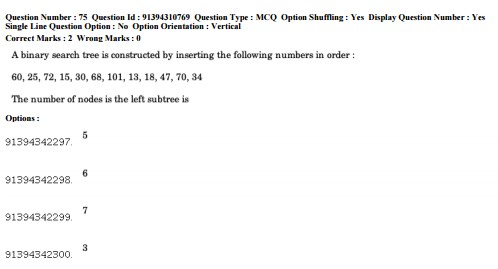 Question Number : 75 Question Id : 91394310769 Question Type : MCQ Option Shuffling : Yes Display Question Number : Yes
Single Line Question Option : No Option Orientation : Vertical
Correct Marks : 2 Wrong Marks : 0
A binary search tree is constructed by inserting the following numbers in order :
60, 25, 72, 15, 30, 68, 101, 13, 18, 47, 70, 34
The number of nodes is the left subtree is
Options :
91394342297. 5
91394342298. 6
91394342299. 7
91394342300. 3